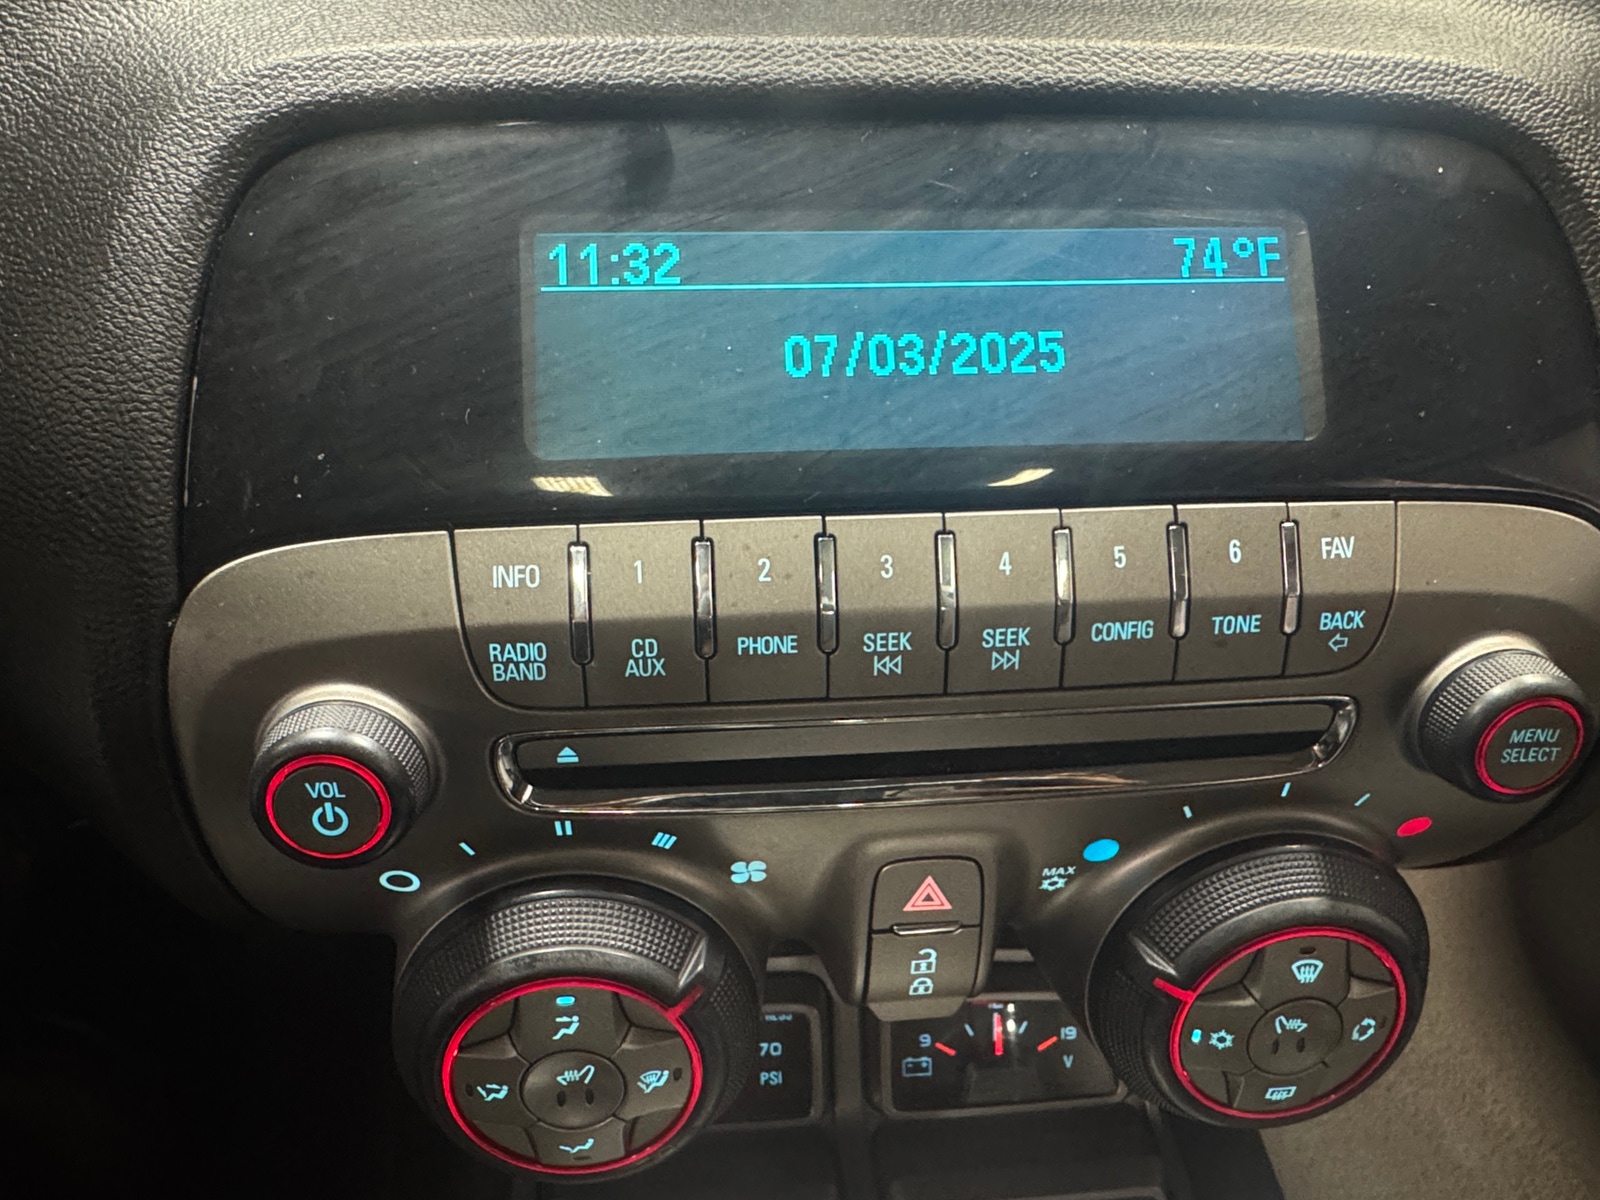 11:32 74°F
07/03/2025
INFO 1 2 3 4 5 6 FAV
RADIO BAND
CD AUX
PHONE
SEEK
SEEK
CONFIG
TONE
BACK
VOL
MENU SELECT
MAX
70
PSI
9 19
V